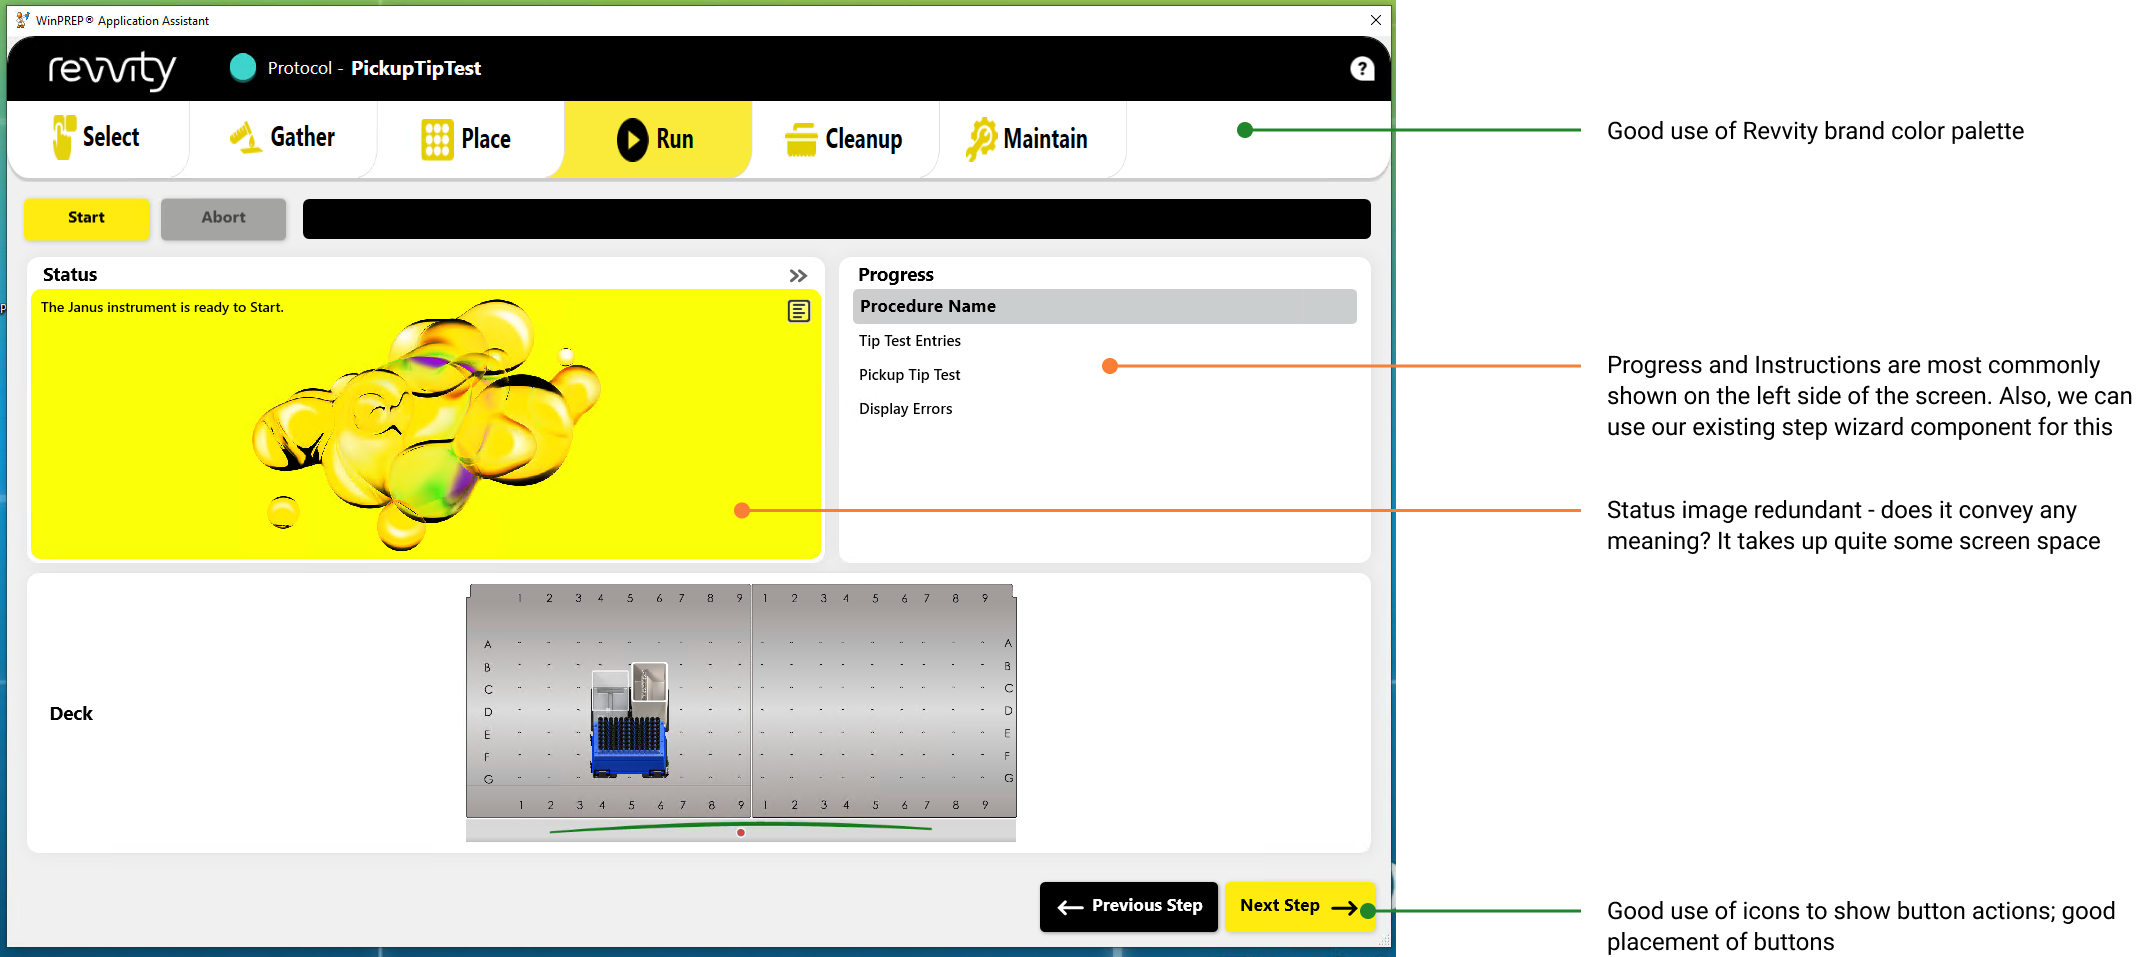 WinPREP® Application Assistant
revvity
Protocol - PickupTipTest
?
Select
Gather
Place
Run
Cleanup
Maintain
Good use of Revvity brand color palette
Start
Abort
Status
The Janus instrument is ready to Start.
Progress
Procedure Name
Tip Test Entries
Pickup Tip Test
Display Errors
Progress and Instructions are most commonly
shown on the left side of the screen. Also, we can
use our existing step wizard component for this
Status image redundant - does it convey any
meaning? It takes up quite some screen space
Deck
1 2 3 4 5 6 7 8 9 1 2 3 4 5 6 7 8 9
A A
B B
C C
D D
E E
F F
G G
1 2 3 4 5 6 7 8 9 1 2 3 4 5 6 7 8 9
Previous Step
Next Step
Good use of icons to show button actions; good
placement of buttons